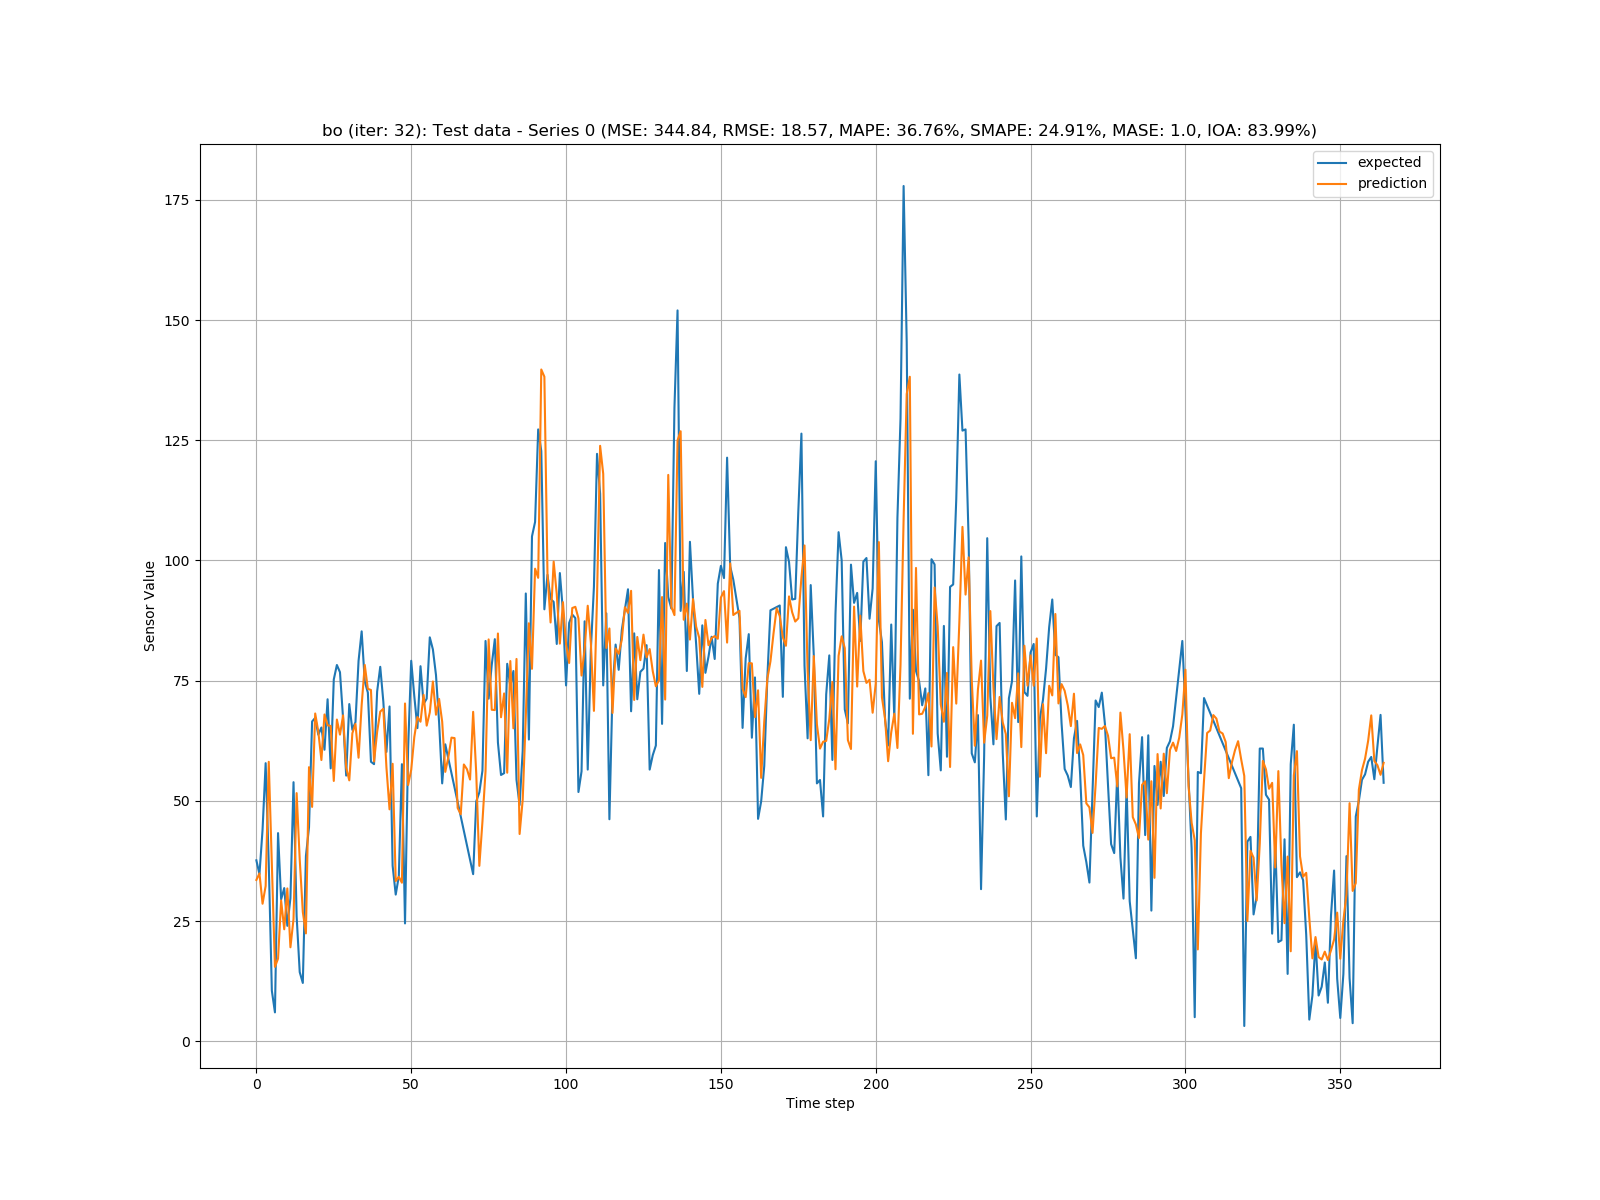 bo (iter: 32): Test data - Series 0 (MSE: 344.84, RMSE: 18.57, MAPE: 36.76%, SMAPE: 24.91%, MASE: 1.0, IOA: 83.99%)
expected
prediction
175
150
125
100
75
50
25
0
Sensor Value
0 50 100 150 200 250 300 350
Time step